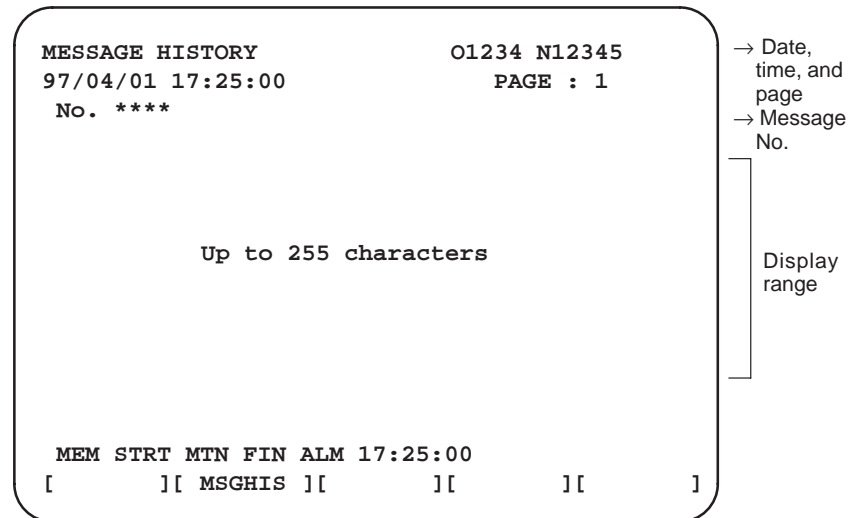 MESSAGE HISTORY O1234 N12345
97/04/01 17:25:00 PAGE : 1
No. ****
Up to 255 characters
MEM STRT MTN FIN ALM 17:25:00
[ ][ MSGHIS ][ ][ ][ ]
→ Date,
time, and
page
→ Message
No.
Display
range